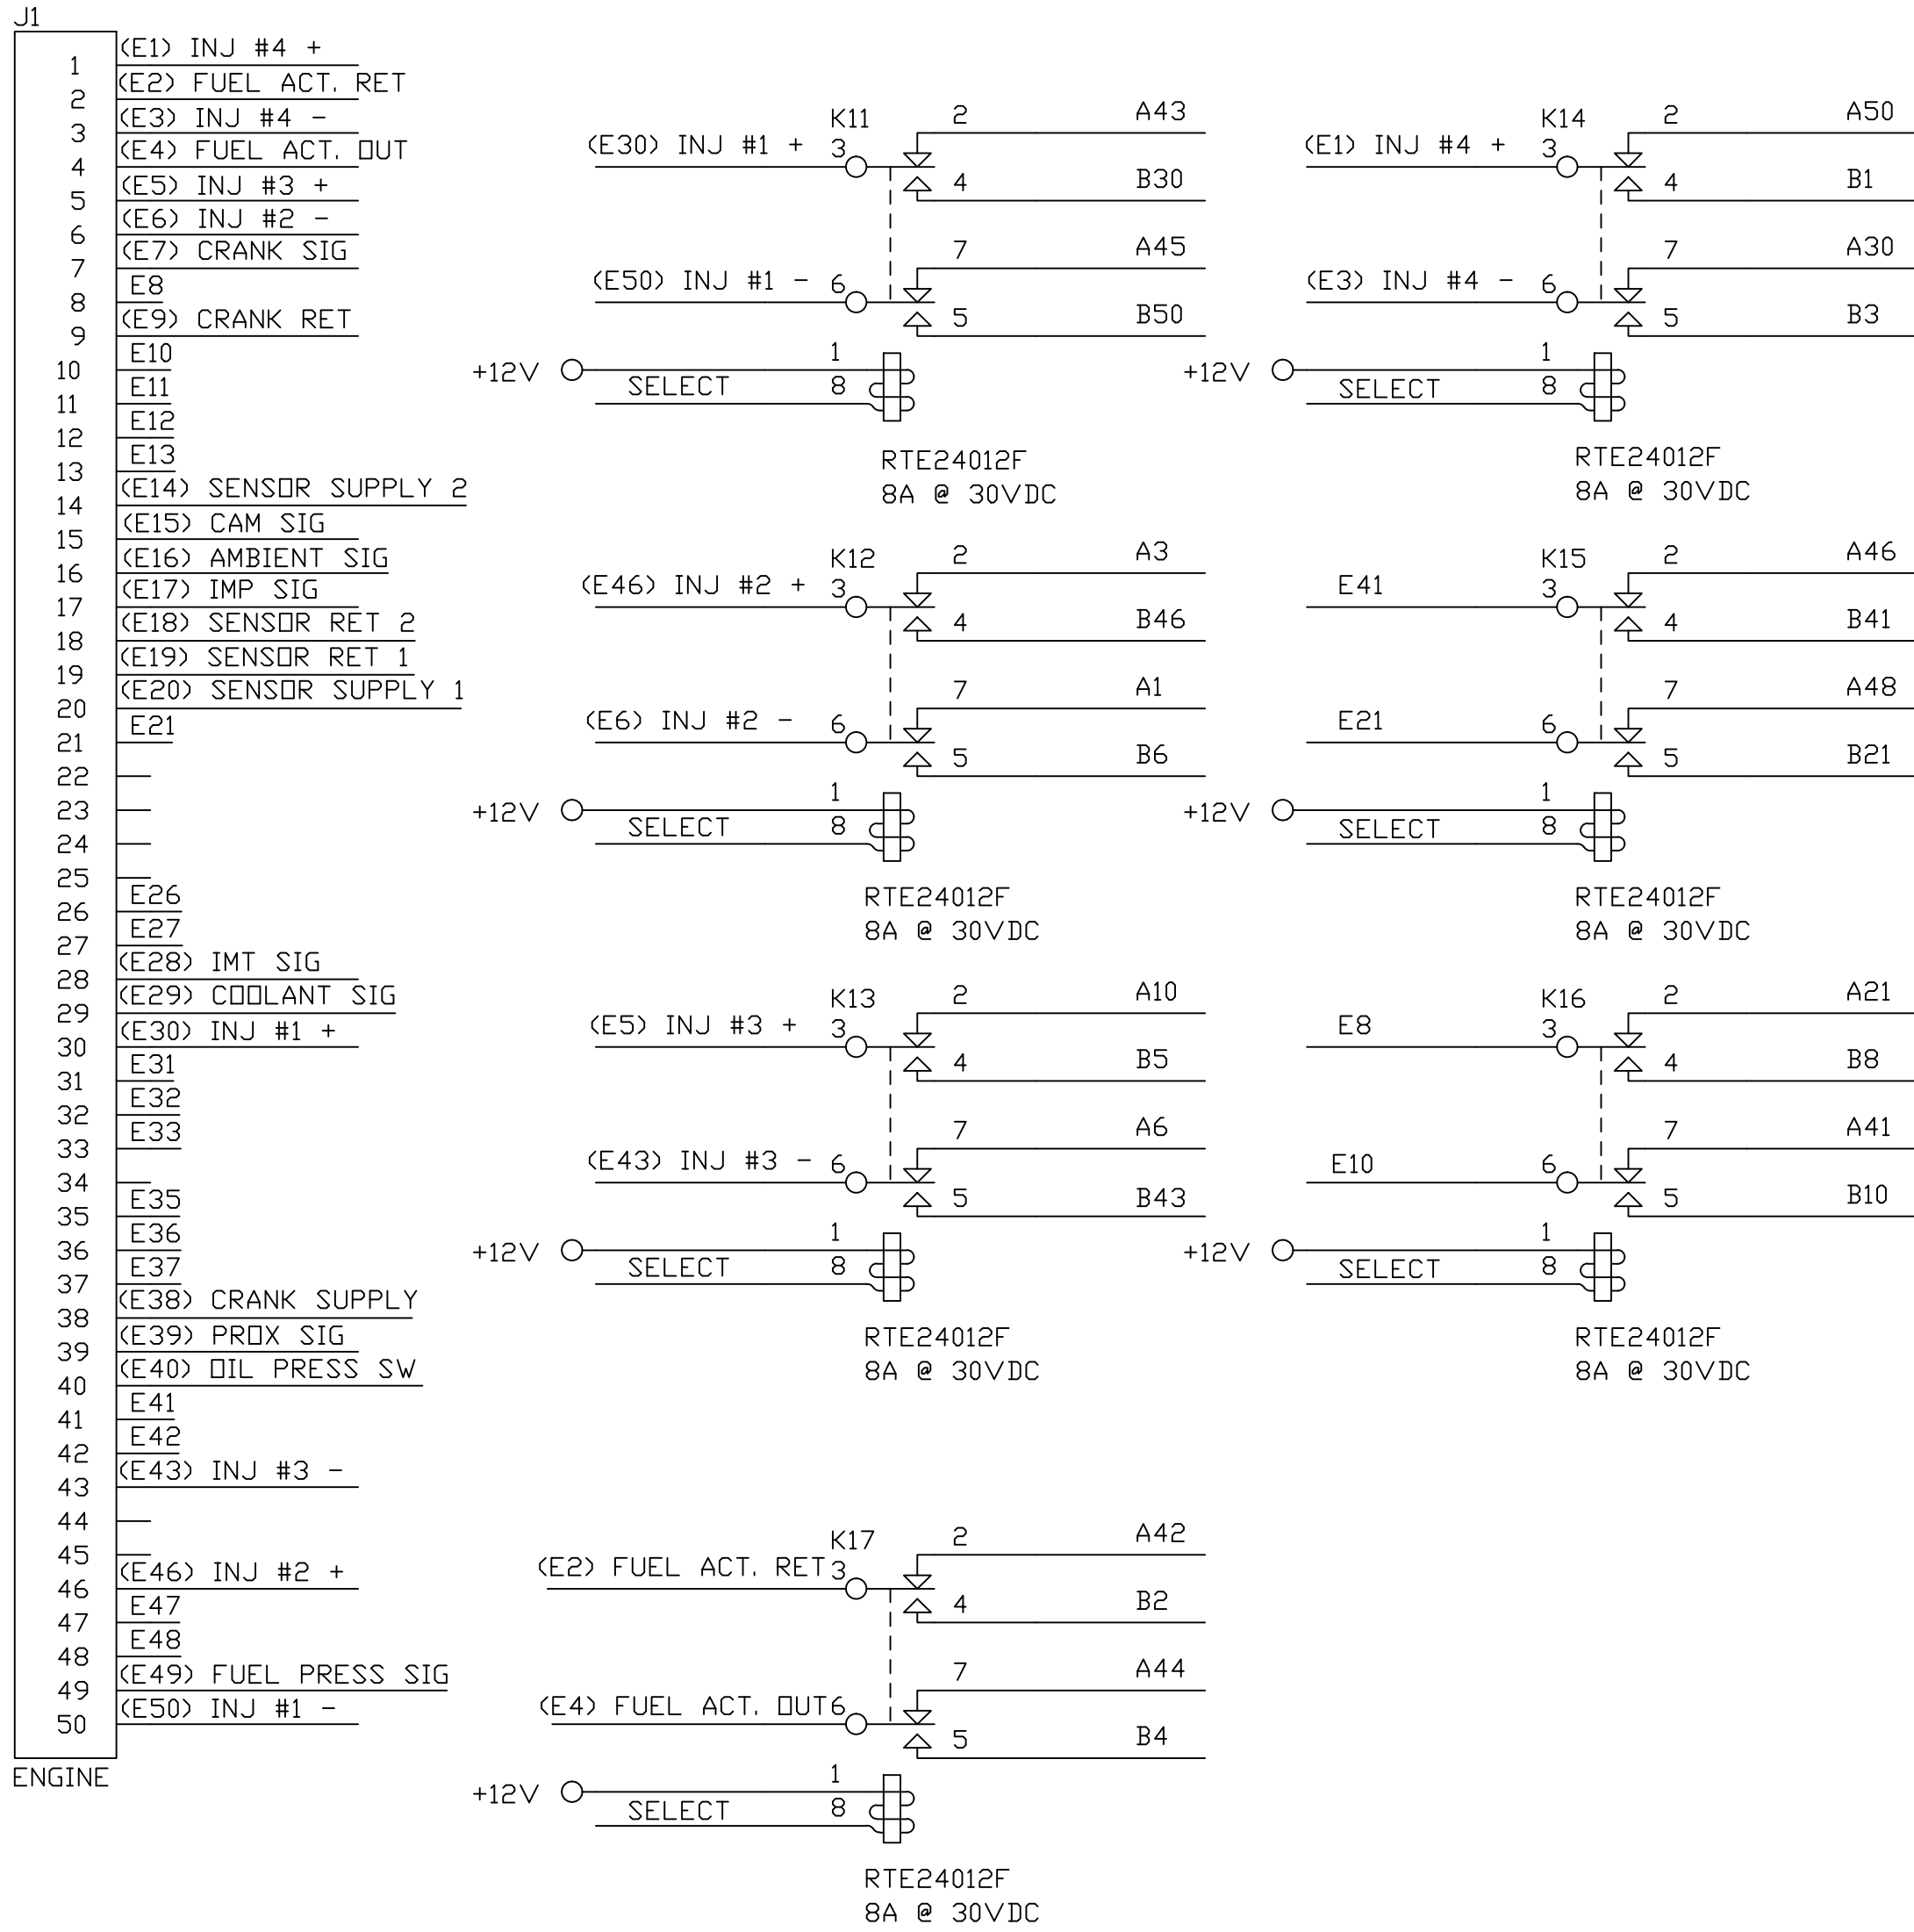 J1
(E1) INJ #4 +
1
(E2) FUEL ACT. RET
2
(E3) INJ #4 -
3
(E4) FUEL ACT. OUT
4
(E5) INJ #3 +
5
(E6) INJ #2 -
6
(E7) CRANK SIG
7
E8
8
(E9) CRANK RET
9
E10
10
E11
11
E12
12
E13
13
(E14) SENSOR SUPPLY 2
14
(E15) CAM SIG
15
(E16) AMBIENT SIG
16
(E17) IMP SIG
17
(E18) SENSOR RET 2
18
(E19) SENSOR RET 1
19
(E20) SENSOR SUPPLY 1
20
E21
21
22
23
24
25
E26
26
E27
27
(E28) IMT SIG
28
(E29) COOLANT SIG
29
(E30) INJ #1 +
30
E31
31
E32
32
E33
33
34
E35
35
E36
36
E37
37
(E38) CRANK SUPPLY
38
(E39) PROX SIG
39
(E40) OIL PRESS SW
40
E41
41
E42
42
(E43) INJ #3 -
43
44
45
(E46) INJ #2 +
46
E47
47
E48
48
(E49) FUEL PRESS SIG
49
(E50) INJ #1 -
50
ENGINE
K11 2 A43
(E30) INJ #1 + 3
4 B30
7 A45
(E50) INJ #1 - 6
5 B50
+12V 1
SELECT 8
RTE24012F
8A @ 30VDC
K14 2 A50
(E1) INJ #4 + 3
4 B1
7 A30
(E3) INJ #4 - 6
5 B3
+12V 1
SELECT 8
RTE24012F
8A @ 30VDC
K12 2 A3
(E46) INJ #2 + 3
4 B46
7 A1
(E6) INJ #2 - 6
5 B6
+12V 1
SELECT 8
RTE24012F
8A @ 30VDC
K15 2 A46
E41 3
4 B41
7 A48
E21 6
5 B21
+12V 1
SELECT 8
RTE24012F
8A @ 30VDC
K13 2 A10
(E5) INJ #3 + 3
4 B5
7 A6
(E43) INJ #3 - 6
5 B43
+12V 1
SELECT 8
RTE24012F
8A @ 30VDC
K16 2 A21
E8 3
4 B8
7 A41
E10 6
5 B10
+12V 1
SELECT 8
RTE24012F
8A @ 30VDC
K17 2 A42
(E2) FUEL ACT. RET 3
4 B2
7 A44
(E4) FUEL ACT. OUT 6
5 B4
+12V 1
SELECT 8
RTE24012F
8A @ 30VDC